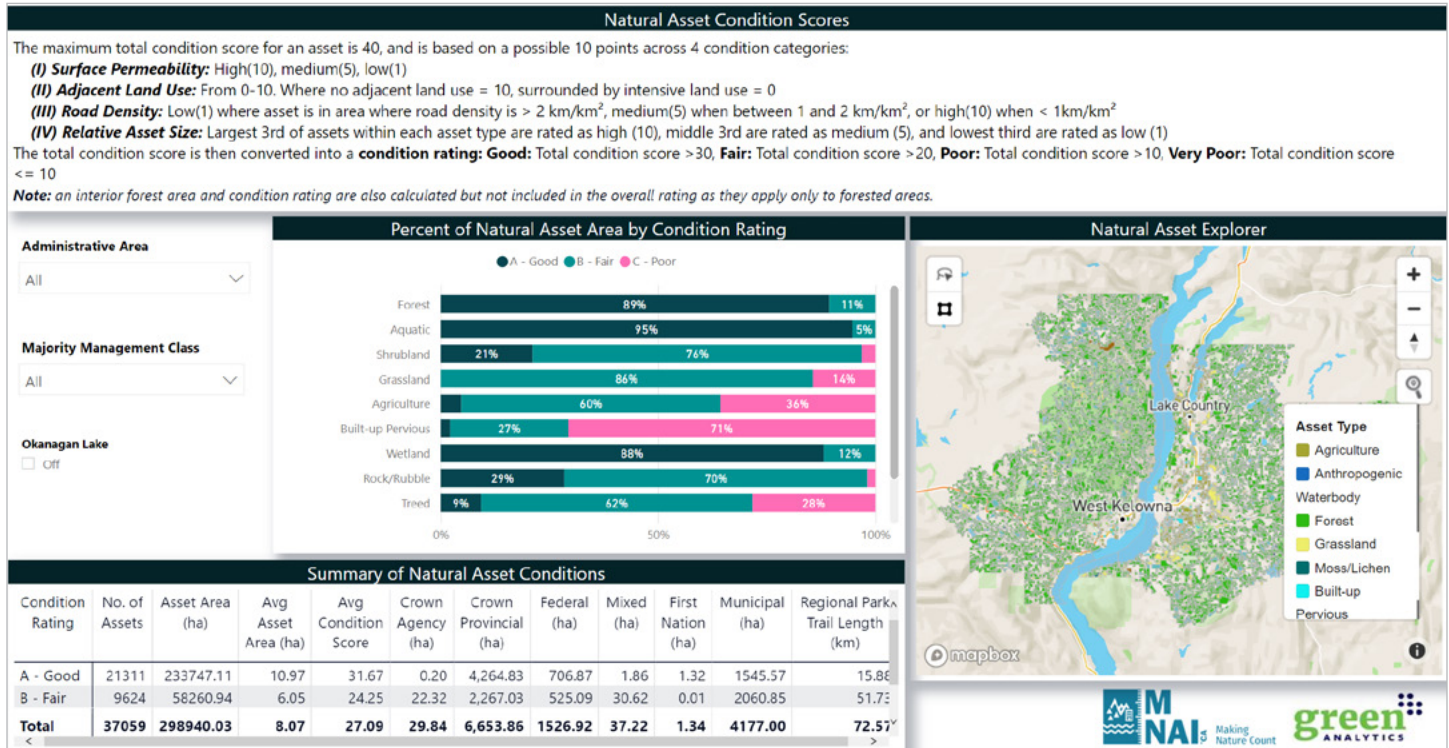 Natural Asset Condition Scores
The maximum total condition score for an asset is 40, and is based on a possible 10 points across 4 condition categories:
(I) Surface Permeability: High(10), medium(5), low(1)
(II) Adjacent Land Use: From 0-10. Where no adjacent land use = 10, surrounded by intensive land use = 0
(III) Road Density: Low(1) where asset is in area where road density is > 2 km/km², medium(5) when between 1 and 2 km/km², or high(10) when < 1km/km²
(IV) Relative Asset Size: Largest 3rd of assets within each asset type are rated as high (10), middle 3rd are rated as medium (5), and lowest third are rated as low (1)
The total condition score is then converted into a condition rating: Good: Total condition score >30, Fair: Total condition score >20, Poor: Total condition score >10, Very Poor: Total condition score
<= 10
Note: an interior forest area and condition rating are also calculated but not included in the overall rating as they apply only to forested areas.
Administrative Area
All
Majority Management Class
All
Okanagan Lake
Off
Percent of Natural Asset Area by Condition Rating
A - Good B - Fair C - Poor
Forest 89% 11%
Aquatic 95% 5%
Shrubland 21% 76%
Grassland 86% 14%
Agriculture 60% 36%
Built-up Pervious 27% 71%
Wetland 88% 12%
Rock/Rubble 29% 70%
Treed 9% 62% 28%
0% 50% 100%
Natural Asset Explorer
Lake Country
West Kelowna
Asset Type
Agriculture
Anthropogenic
Waterbody
Forest
Grassland
Moss/Lichen
Built-up
Pervious
mapbox
Summary of Natural Asset Conditions
Condition Rating No. of Assets Asset Area (ha) Avg Asset Area (ha) Avg Condition Score Crown Agency (ha) Crown Provincial (ha) Federal (ha) Mixed (ha) First Nation (ha) Municipal (ha) Regional Park Trail Length (km)
A - Good 21311 233747.11 10.97 31.67 0.20 4,264.83 706.87 1.86 1.32 1545.57 15.88
B - Fair 9624 58260.94 6.05 24.25 22.32 2,267.03 525.09 30.62 0.01 2060.85 51.73
Total 37059 298940.03 8.07 27.09 29.84 6,653.86 1526.92 37.22 1.34 4177.00 72.57
M
NAI.CA Making
Nature Count
green
ANALYTICS